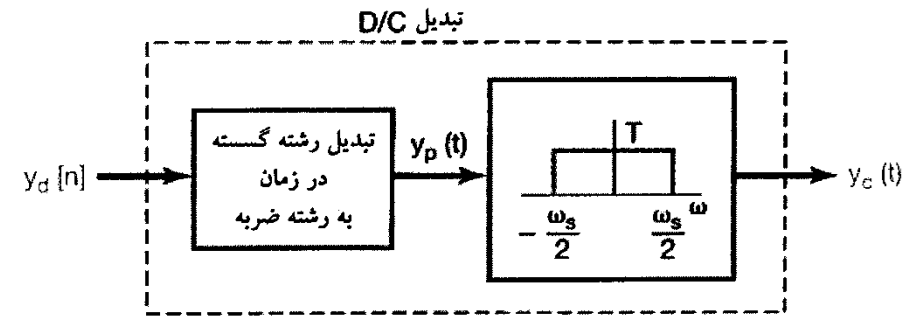 تبدیل D/C
y_d [n]
تبدیل رشته گسسته
در زمان
به رشته ضربه
y_p (t)
T
ω
- ω_s/2
ω_s/2
y_c (t)